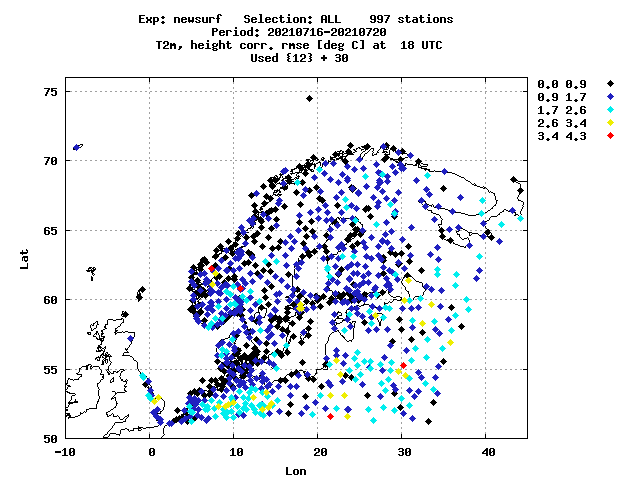 Exp: newsurf   Selection: ALL    997 stations
Period: 20210716-20210720
T2m, height corr. rmse [deg C] at  18 UTC
Used {12} + 30
0.0 0.9
0.9 1.7
1.7 2.6
2.6 3.4
3.4 4.3
75
70
65
60
55
50
Lat
-10 0 10 20 30 40
Lon